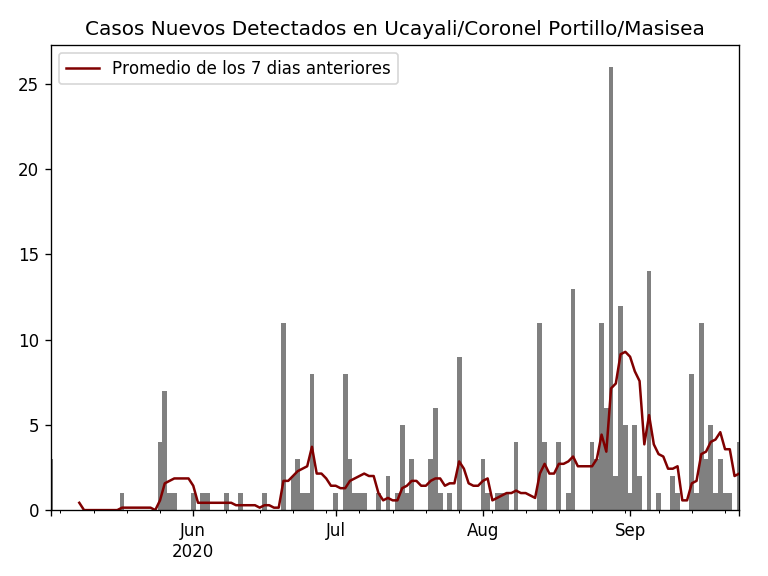 Casos Nuevos Detectados en Ucayali/Coronel Portillo/Masisea
Promedio de los 7 dias anteriores
25
20
15
10
5
0
Jun Jul Aug Sep
2020